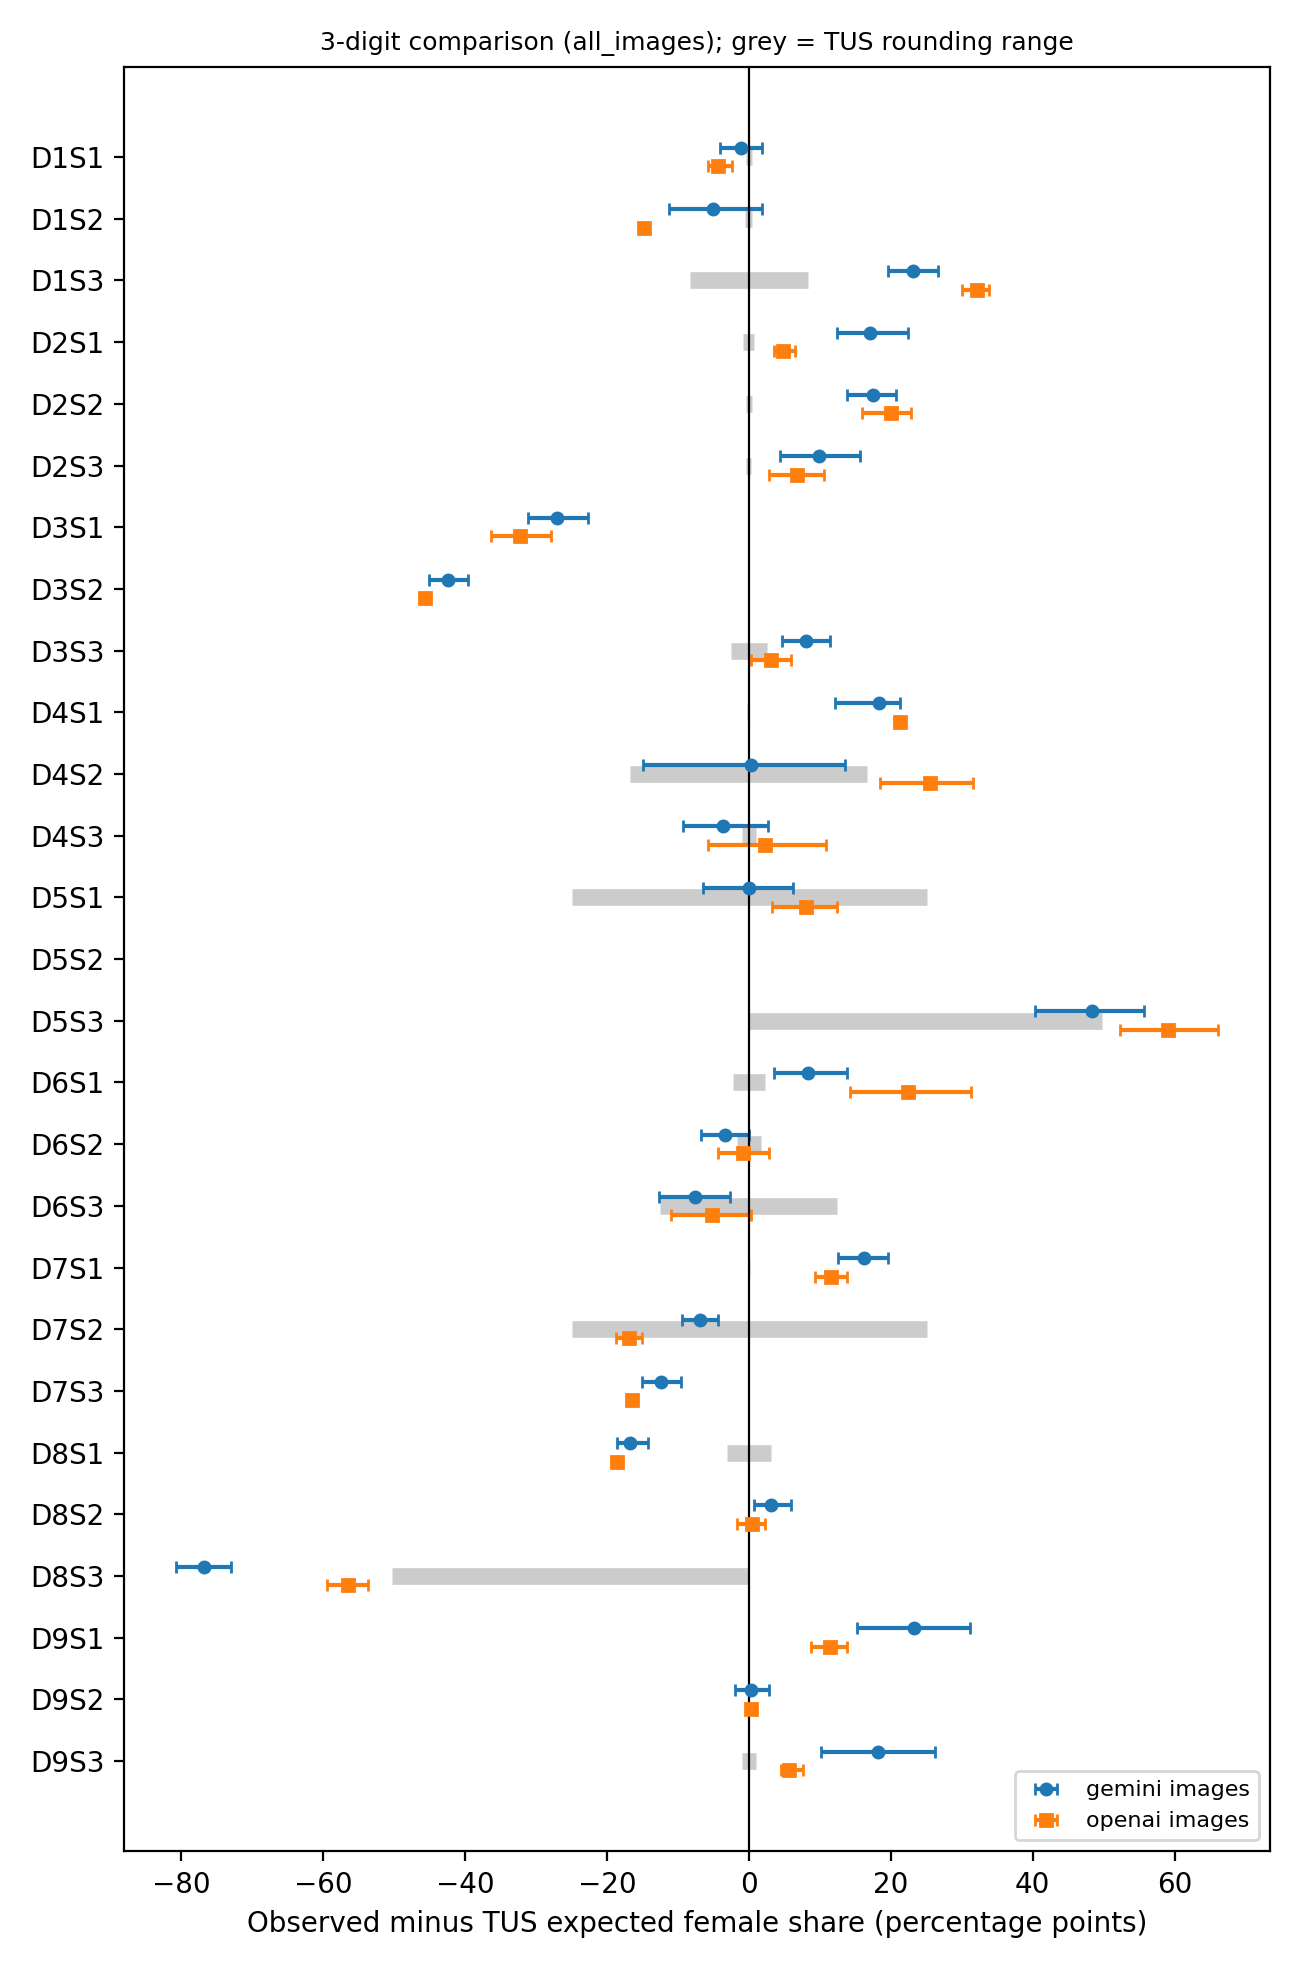 3-digit comparison (all_images); grey = TUS rounding range
D1S1
D1S2
D1S3
D2S1
D2S2
D2S3
D3S1
D3S2
D3S3
D4S1
D4S2
D4S3
D5S1
D5S2
D5S3
D6S1
D6S2
D6S3
D7S1
D7S2
D7S3
D8S1
D8S2
D8S3
D9S1
D9S2
D9S3
gemini images
openai images
−80 −60 −40 −20 0 20 40 60
Observed minus TUS expected female share (percentage points)